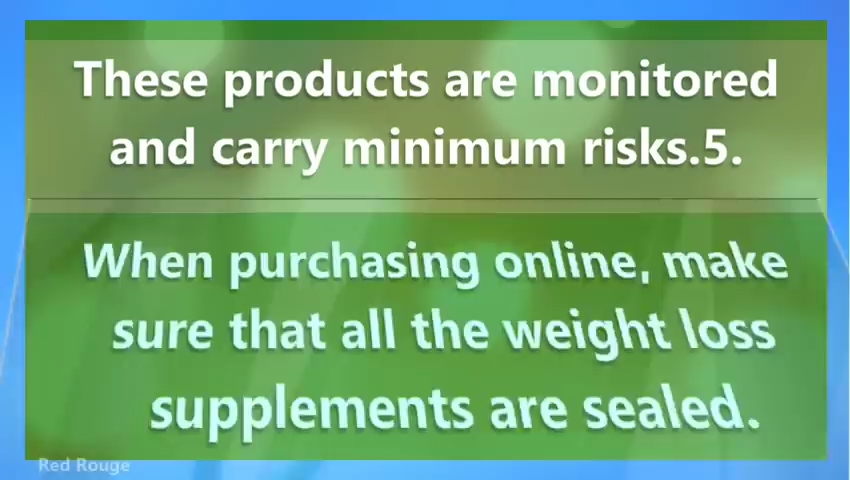 These products are monitored
and carry minimum risks.5.
When purchasing online, make
sure that all the weight loss
supplements are sealed.
Red Rouge